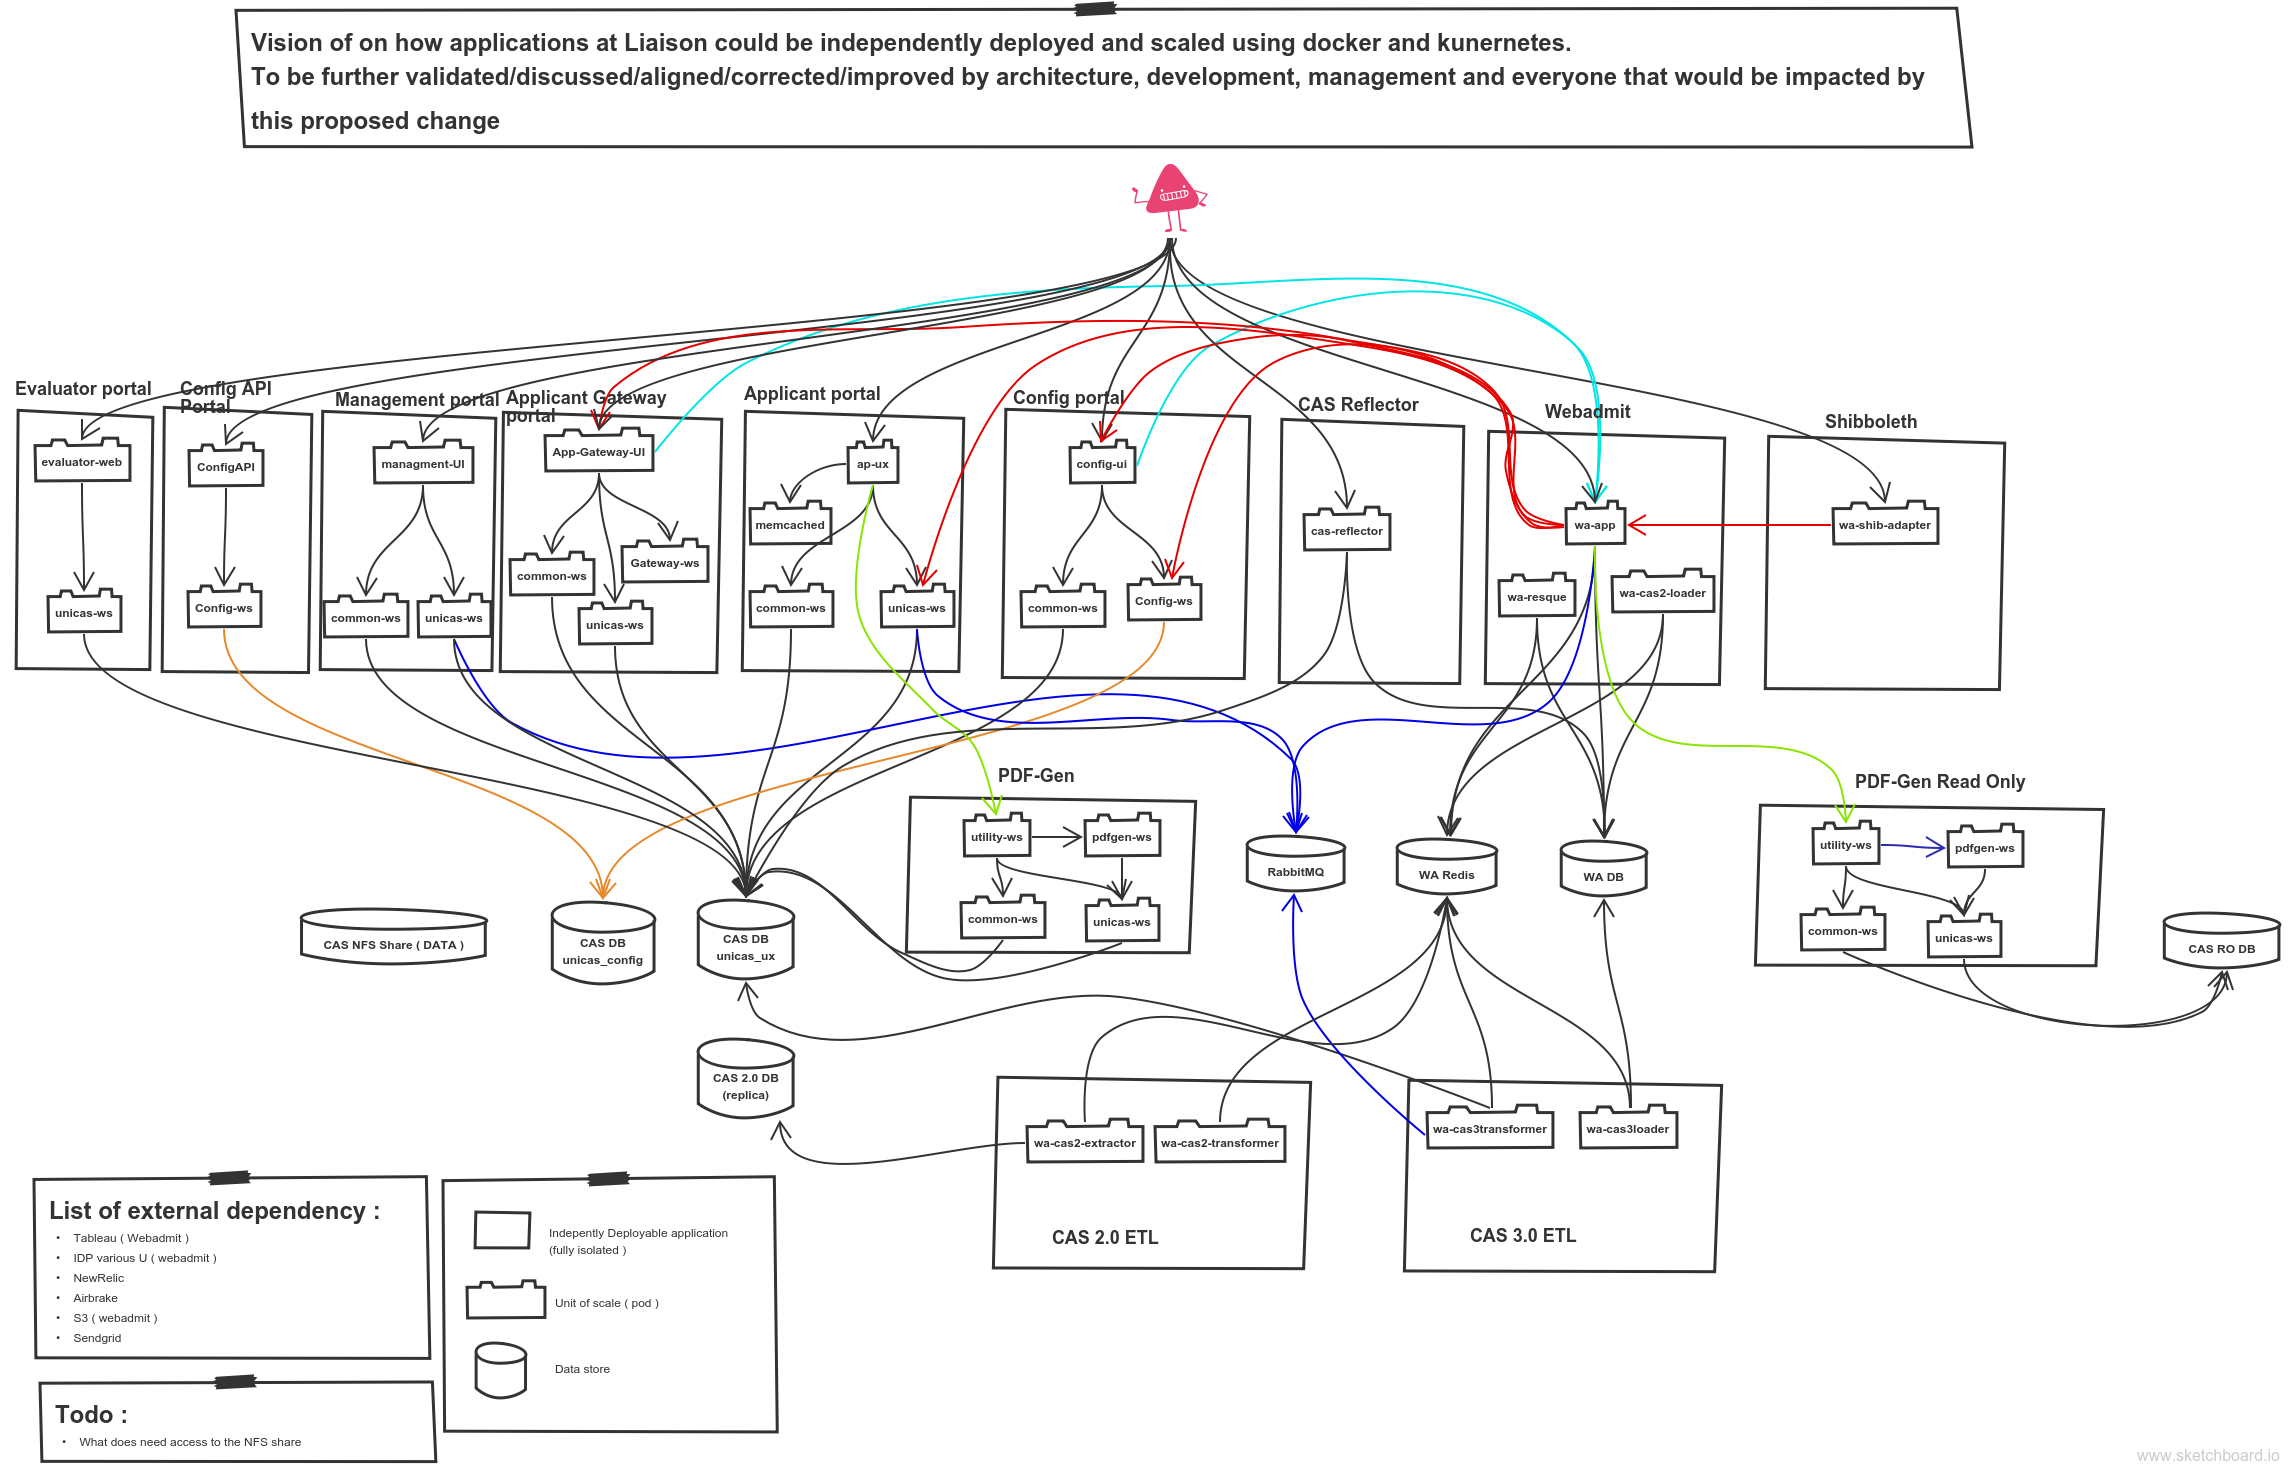 Vision of on how applications at Liaison could be independently deployed and scaled using docker and kunernetes.
To be further validated/discussed/aligned/corrected/improved by architecture, development, management and everyone that would be impacted by
this proposed change
Evaluator portal
Config API
Portal
Management portal
Applicant Gateway
portal
Applicant portal
Config portal
CAS Reflector
Webadmit
Shibboleth
evaluator-web
unicas-ws
ConfigAPI
Config-ws
managment-UI
common-ws
unicas-ws
App-Gateway-UI
common-ws
Gateway-ws
unicas-ws
ap-ux
memcached
common-ws
unicas-ws
config-ui
common-ws
Config-ws
cas-reflector
wa-app
wa-resque
wa-cas2-loader
wa-shib-adapter
PDF-Gen
utility-ws
pdfgen-ws
common-ws
unicas-ws
RabbitMQ
WA Redis
WA DB
PDF-Gen Read Only
utility-ws
pdfgen-ws
common-ws
unicas-ws
CAS RO DB
CAS NFS Share ( DATA )
CAS DB
unicas_config
CAS DB
unicas_ux
CAS 2.0 DB
(replica)
wa-cas2-extractor
wa-cas2-transformer
CAS 2.0 ETL
wa-cas3transformer
wa-cas3loader
CAS 3.0 ETL
List of external dependency :
• Tableau ( Webadmit )
• IDP various U ( webadmit )
• NewRelic
• Airbrake
• S3 ( webadmit )
• Sendgrid
Indepently Deployable application
(fully isolated )
Unit of scale ( pod )
Data store
Todo :
• What does need access to the NFS share
www.sketchboard.io